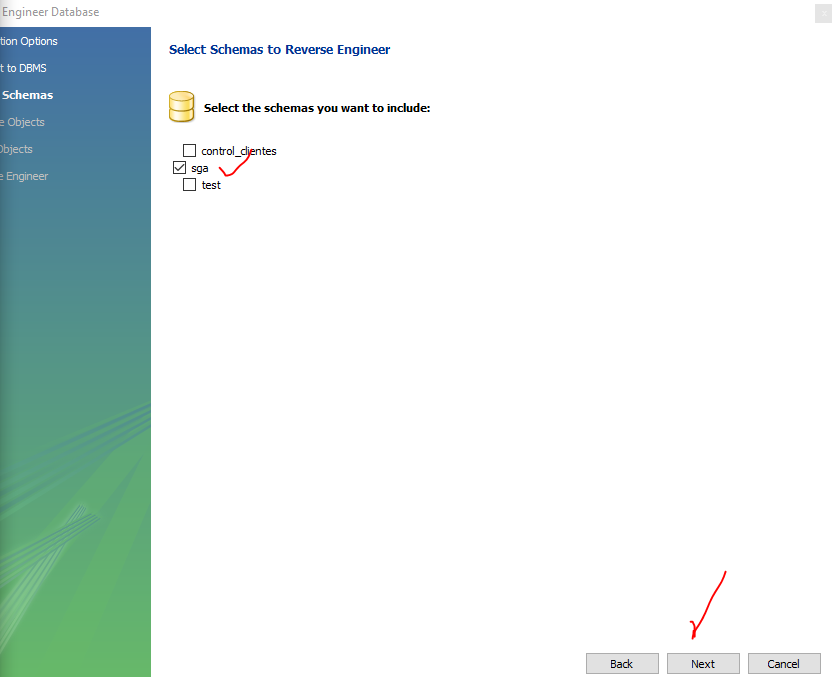 Engineer Database
tion Options
t to DBMS
Schemas
e Objects
Objects
e Engineer
Select Schemas to Reverse Engineer
Select the schemas you want to include:
control_clientes
sga
test
Back
Next
Cancel